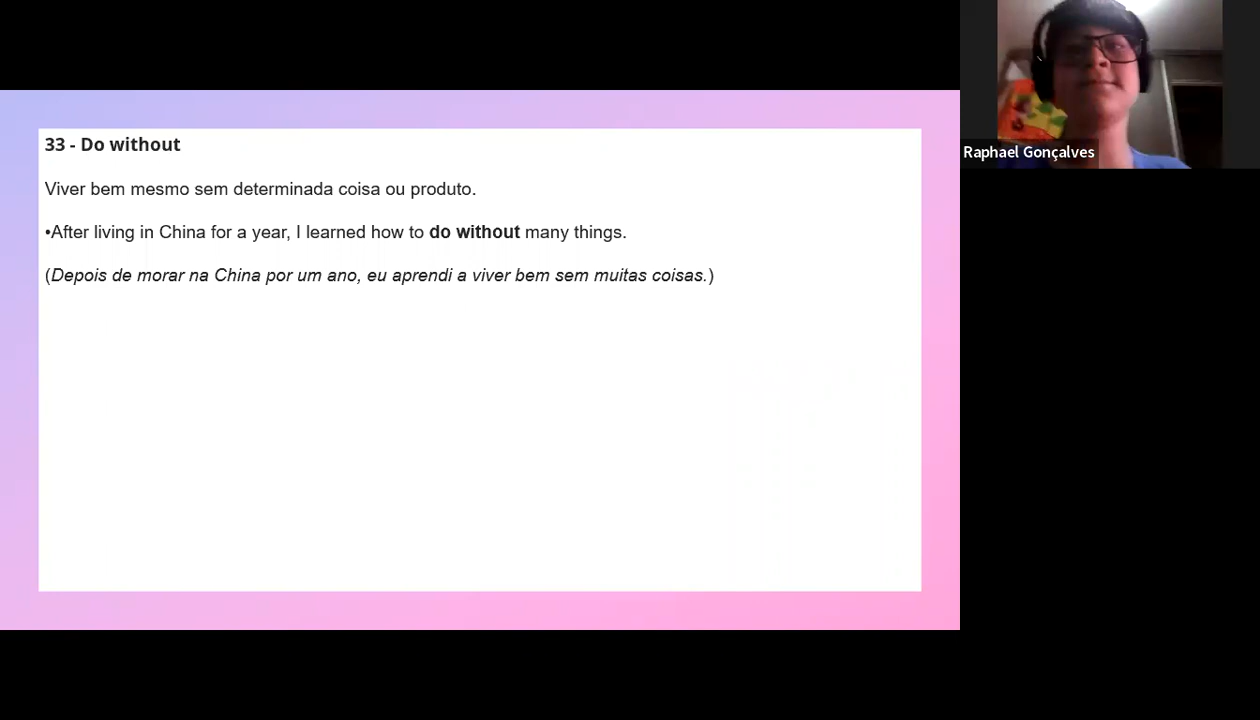 33 - Do without
Viver bem mesmo sem determinada coisa ou produto.
•After living in China for a year, I learned how to do without many things.
(Depois de morar na China por um ano, eu aprendi a viver bem sem muitas coisas.)
Raphael Gonçalves